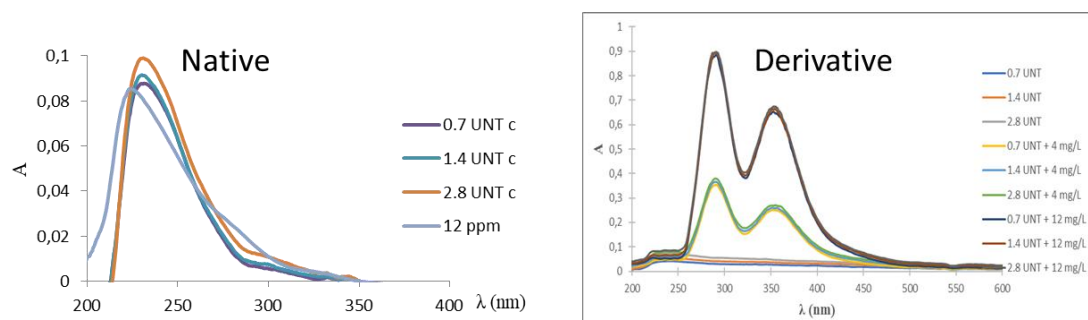 Native
0,1
0,08
0,06
0,04
0,02
0
A
200
250
300
350
400
λ (nm)
0.7 UNT c
1.4 UNT c
2.8 UNT c
12 ppm
Derivative
1
0,9
0,8
0,7
0,6
0,5
0,4
0,3
0,2
0,1
0
A
200
250
300
350
400
450
500
550
600
λ (nm)
0.7 UNT
1.4 UNT
2.8 UNT
0.7 UNT + 4 mg/L
1.4 UNT + 4 mg/L
2.8 UNT + 4 mg/L
0.7 UNT + 12 mg/L
1.4 UNT + 12 mg/L
2.8 UNT + 12 mg/L